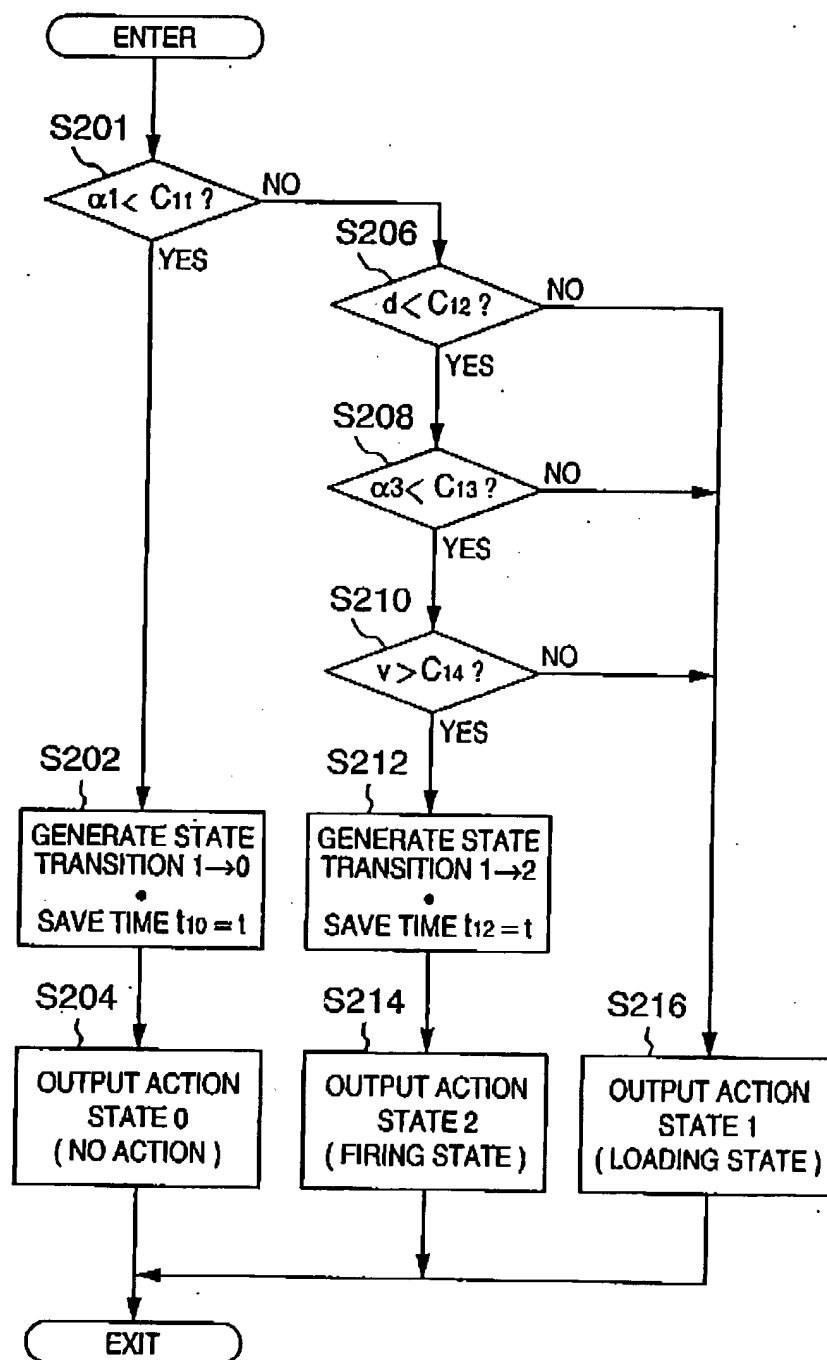 ENTER
S201
α1 < C11 ?
NO
YES
S206
d < C12 ?
NO
YES
S208
α3 < C13 ?
NO
YES
S210
v > C14 ?
NO
YES
S202
GENERATE STATE
TRANSITION 1→0
•
SAVE TIME t10 = t
S212
GENERATE STATE
TRANSITION 1→2
•
SAVE TIME t12 = t
S204
OUTPUT ACTION
STATE 0
( NO ACTION )
S214
OUTPUT ACTION
STATE 2
( FIRING STATE )
S216
OUTPUT ACTION
STATE 1
( LOADING STATE )
EXIT